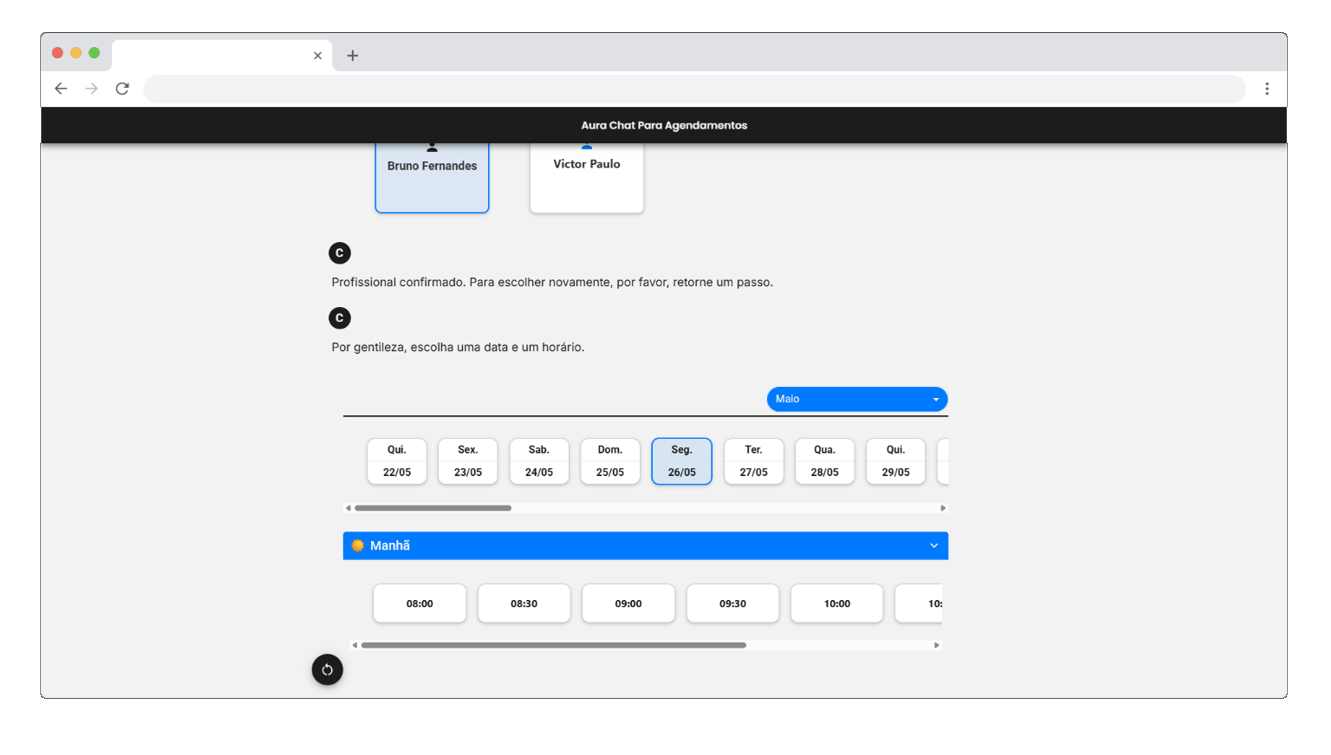 Aura Chat Para Agendamentos
Bruno Fernandes
Victor Paulo
C
Profissional confirmado. Para escolher novamente, por favor, retorne um passo.
C
Por gentileza, escolha uma data e um horário.
Maio
Qui. Sex. Sab. Dom. Seg. Ter. Qua. Qui.
22/05 23/05 24/05 25/05 26/05 27/05 28/05 29/05
Manhã
08:00 08:30 09:00 09:30 10:00 10: